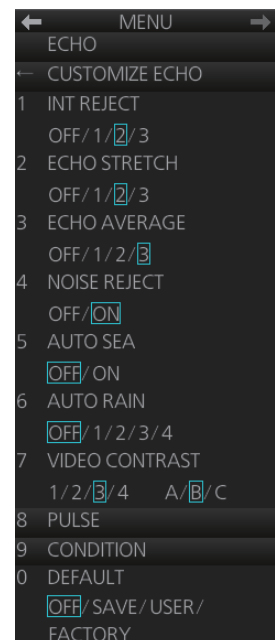 ← MENU →
ECHO
← CUSTOMIZE ECHO
1 INT REJECT
OFF/1/2/3
2 ECHO STRETCH
OFF/1/2/3
3 ECHO AVERAGE
OFF/1/2/3
4 NOISE REJECT
OFF/ON
5 AUTO SEA
OFF/ON
6 AUTO RAIN
OFF/1/2/3/4
7 VIDEO CONTRAST
1/2/3/4 A/B/C
8 PULSE
9 CONDITION
0 DEFAULT
OFF/SAVE/USER/
FACTORY